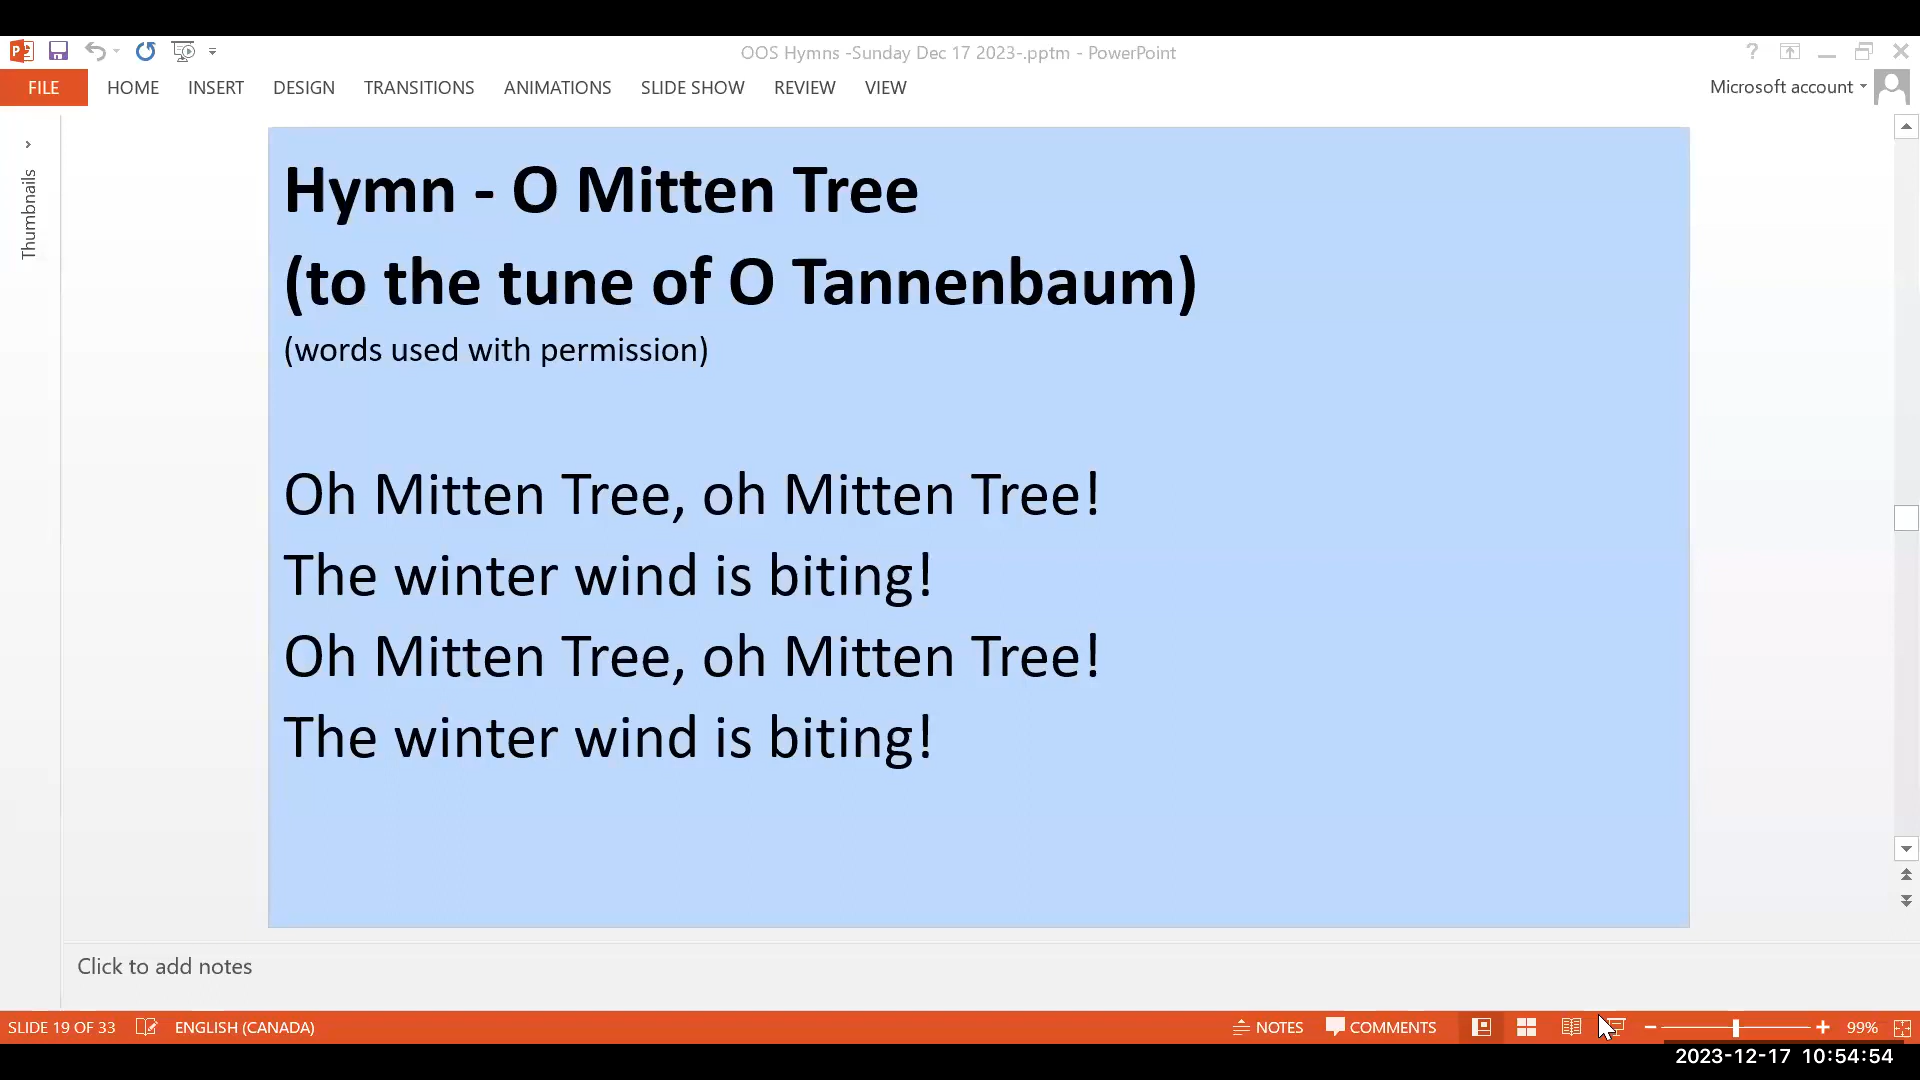 OOS Hymns -Sunday Dec 17 2023-.pptm - PowerPoint
FILE HOME INSERT DESIGN TRANSITIONS ANIMATIONS SLIDE SHOW REVIEW VIEW Microsoft account
Thumbnails
Hymn - O Mitten Tree
(to the tune of O Tannenbaum)
(words used with permission)
Oh Mitten Tree, oh Mitten Tree!
The winter wind is biting!
Oh Mitten Tree, oh Mitten Tree!
The winter wind is biting!
Click to add notes
SLIDE 19 OF 33 ENGLISH (CANADA) NOTES COMMENTS 99%
2023-12-17 10:54:54